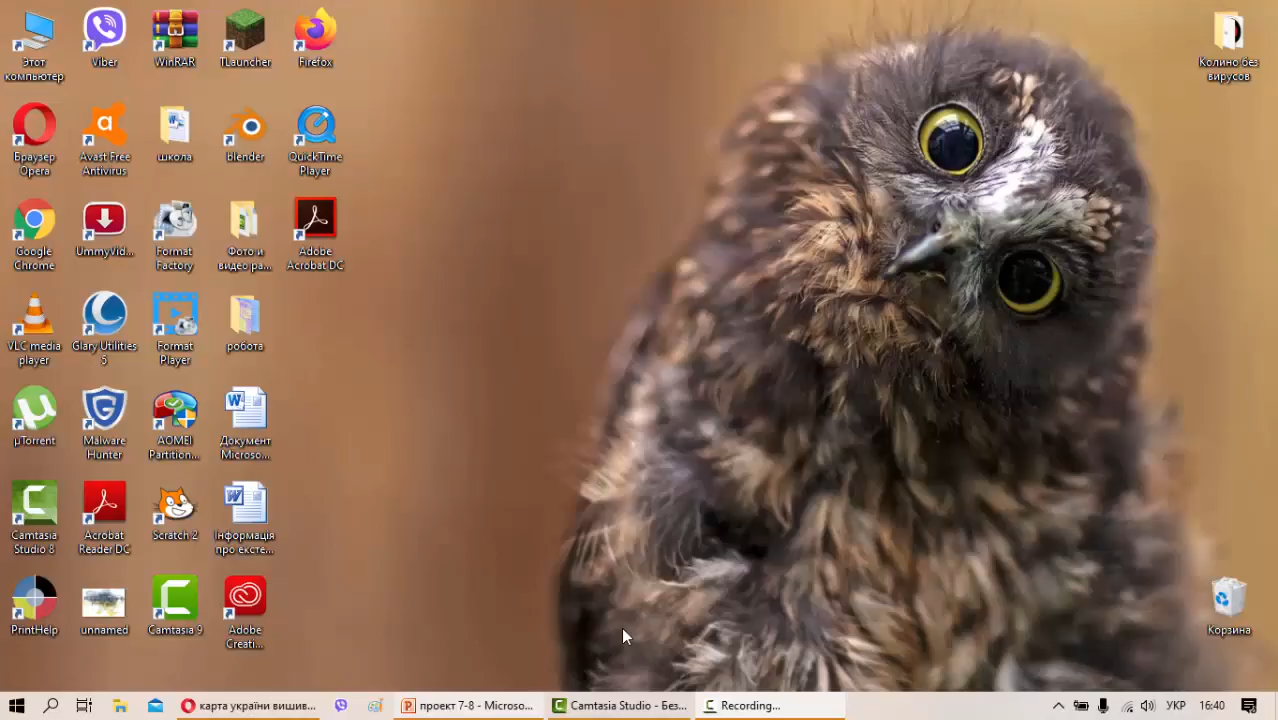 Этот
компьютер
Viber
WinRAR
TLauncher
Firefox
Колино без
вирусов
Браузер
Opera
Avast Free
Antivirus
школа
blender
QuickTime
Player
Google
Chrome
UmmyVid...
Format
Factory
Фото и
видео ра...
Adobe
Acrobat DC
VLC media
player
Glary Utilities
5
Format
Player
робота
µTorrent
Malware
Hunter
AOMEI
Partition...
Документ
Microso...
Camtasia
Studio 8
Acrobat
Reader DC
Scratch 2
Інформація
про ексте...
PrintHelp
unnamed
Camtasia 9
Adobe
Creati...
Корзина
карта україни вишив...
проект 7-8 - Microso...
Camtasia Studio - Без...
Recording...
УКР
16:40